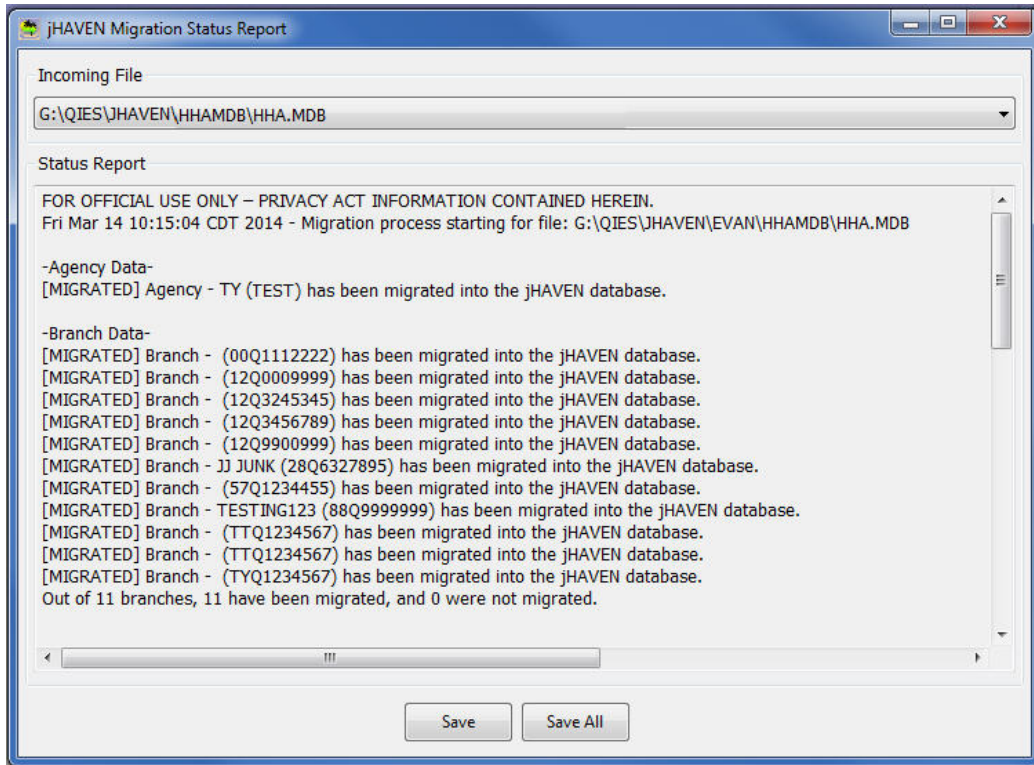 jHAVEN Migration Status Report
Incoming File
G:\QIES\JHAVEN\HHAMDB\HHA.MDB
Status Report
FOR OFFICIAL USE ONLY – PRIVACY ACT INFORMATION CONTAINED HEREIN.
Fri Mar 14 10:15:04 CDT 2014 - Migration process starting for file: G:\QIES\JHAVEN\EVAN\HHAMDB\HHA.MDB
-Agency Data-
[MIGRATED] Agency - TY (TEST) has been migrated into the jHAVEN database.
-Branch Data-
[MIGRATED] Branch - (00Q1112222) has been migrated into the jHAVEN database.
[MIGRATED] Branch - (12Q0009999) has been migrated into the jHAVEN database.
[MIGRATED] Branch - (12Q3245345) has been migrated into the jHAVEN database.
[MIGRATED] Branch - (12Q3456789) has been migrated into the jHAVEN database.
[MIGRATED] Branch - (12Q9900999) has been migrated into the jHAVEN database.
[MIGRATED] Branch - JJ JUNK (28Q6327895) has been migrated into the jHAVEN database.
[MIGRATED] Branch - (57Q1234455) has been migrated into the jHAVEN database.
[MIGRATED] Branch - TESTING123 (88Q9999999) has been migrated into the jHAVEN database.
[MIGRATED] Branch - (TTQ1234567) has been migrated into the jHAVEN database.
[MIGRATED] Branch - (TTQ1234567) has been migrated into the jHAVEN database.
[MIGRATED] Branch - (TYQ1234567) has been migrated into the jHAVEN database.
Out of 11 branches, 11 have been migrated, and 0 were not migrated.
Save Save All